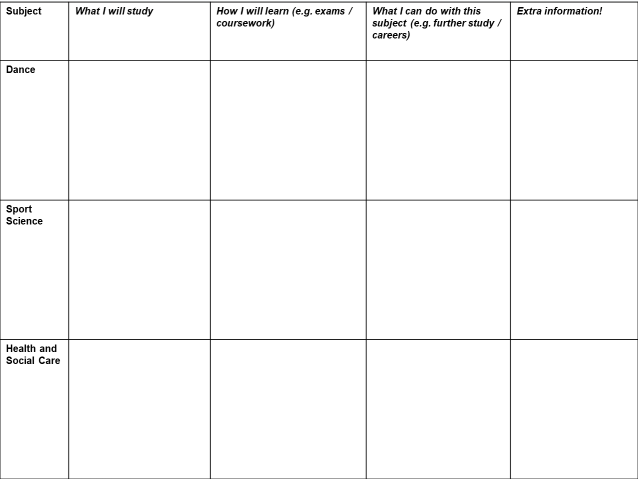 Subject
What I will study
How I will learn (e.g. exams /
coursework)
What I can do with this
subject (e.g. further study /
careers)
Extra information!
Dance
Sport
Science
Health and
Social Care